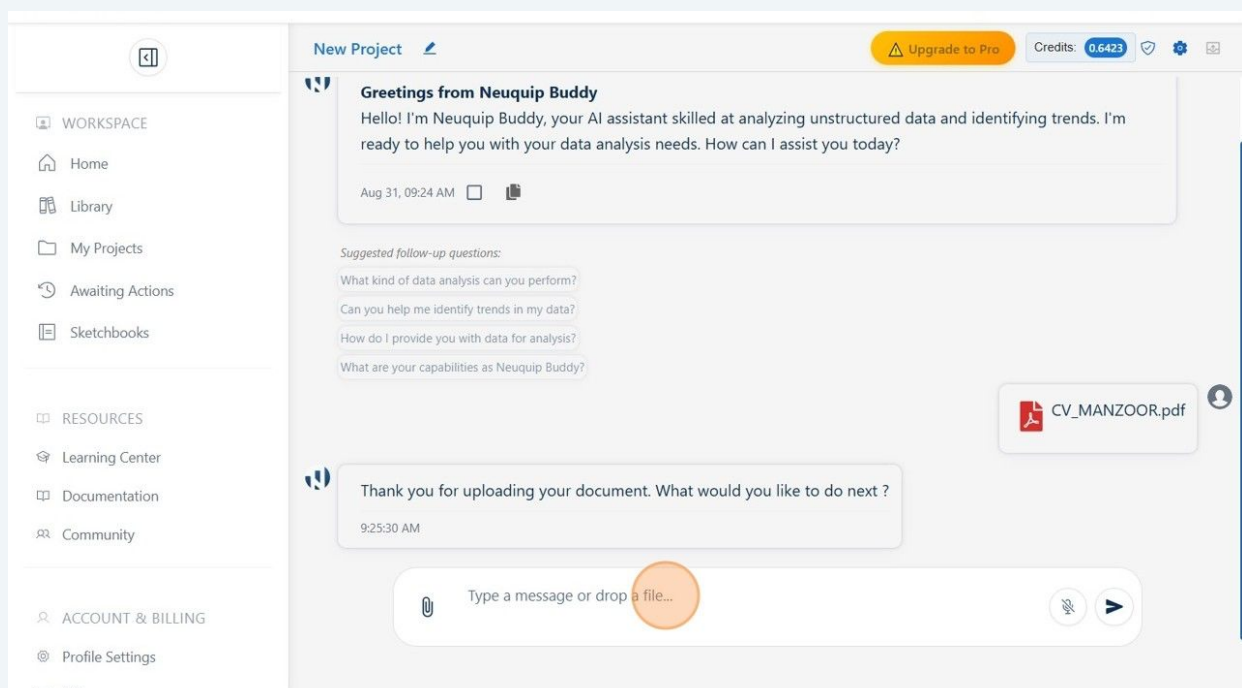 New Project
Upgrade to Pro
Credits: 0.6423
WORKSPACE
Home
Library
My Projects
Awaiting Actions
Sketchbooks
RESOURCES
Learning Center
Documentation
Community
ACCOUNT & BILLING
Profile Settings
Greetings from Neuquip Buddy
Hello! I'm Neuquip Buddy, your AI assistant skilled at analyzing unstructured data and identifying trends. I'm
ready to help you with your data analysis needs. How can I assist you today?
Aug 31, 09:24 AM
Suggested follow-up questions:
What kind of data analysis can you perform?
Can you help me identify trends in my data?
How do I provide you with data for analysis?
What are your capabilities as Neuquip Buddy?
CV_MANZOOR.pdf
Thank you for uploading your document. What would you like to do next ?
9:25:30 AM
Type a message or drop a file...